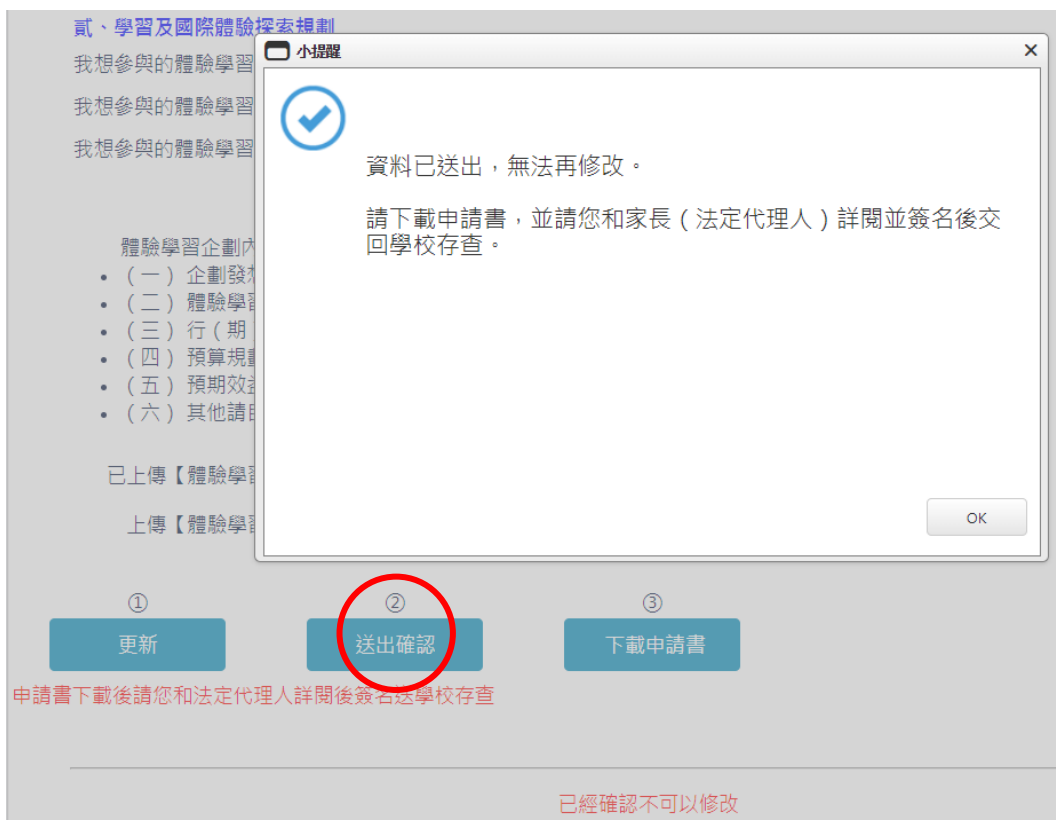 貳、學習及國際體驗探索規劃
我想參與的體驗學習
我想參與的體驗學習
我想參與的體驗學習
小提醒
資料已送出，無法再修改。
請下載申請書，並請您和家長（法定代理人）詳閱並簽名後交
回學校存查。
OK
體驗學習企劃內
• （一）企劃發想
• （二）體驗學習
• （三）行（期
• （四）預算規劃
• （五）預期效益
• （六）其他請
已上傳【體驗學習
上傳【體驗學習
① ② ③
更新 送出確認 下載申請書
申請書下載後請您和法定代理人詳閱後簽名送學校存查
已經確認不可以修改